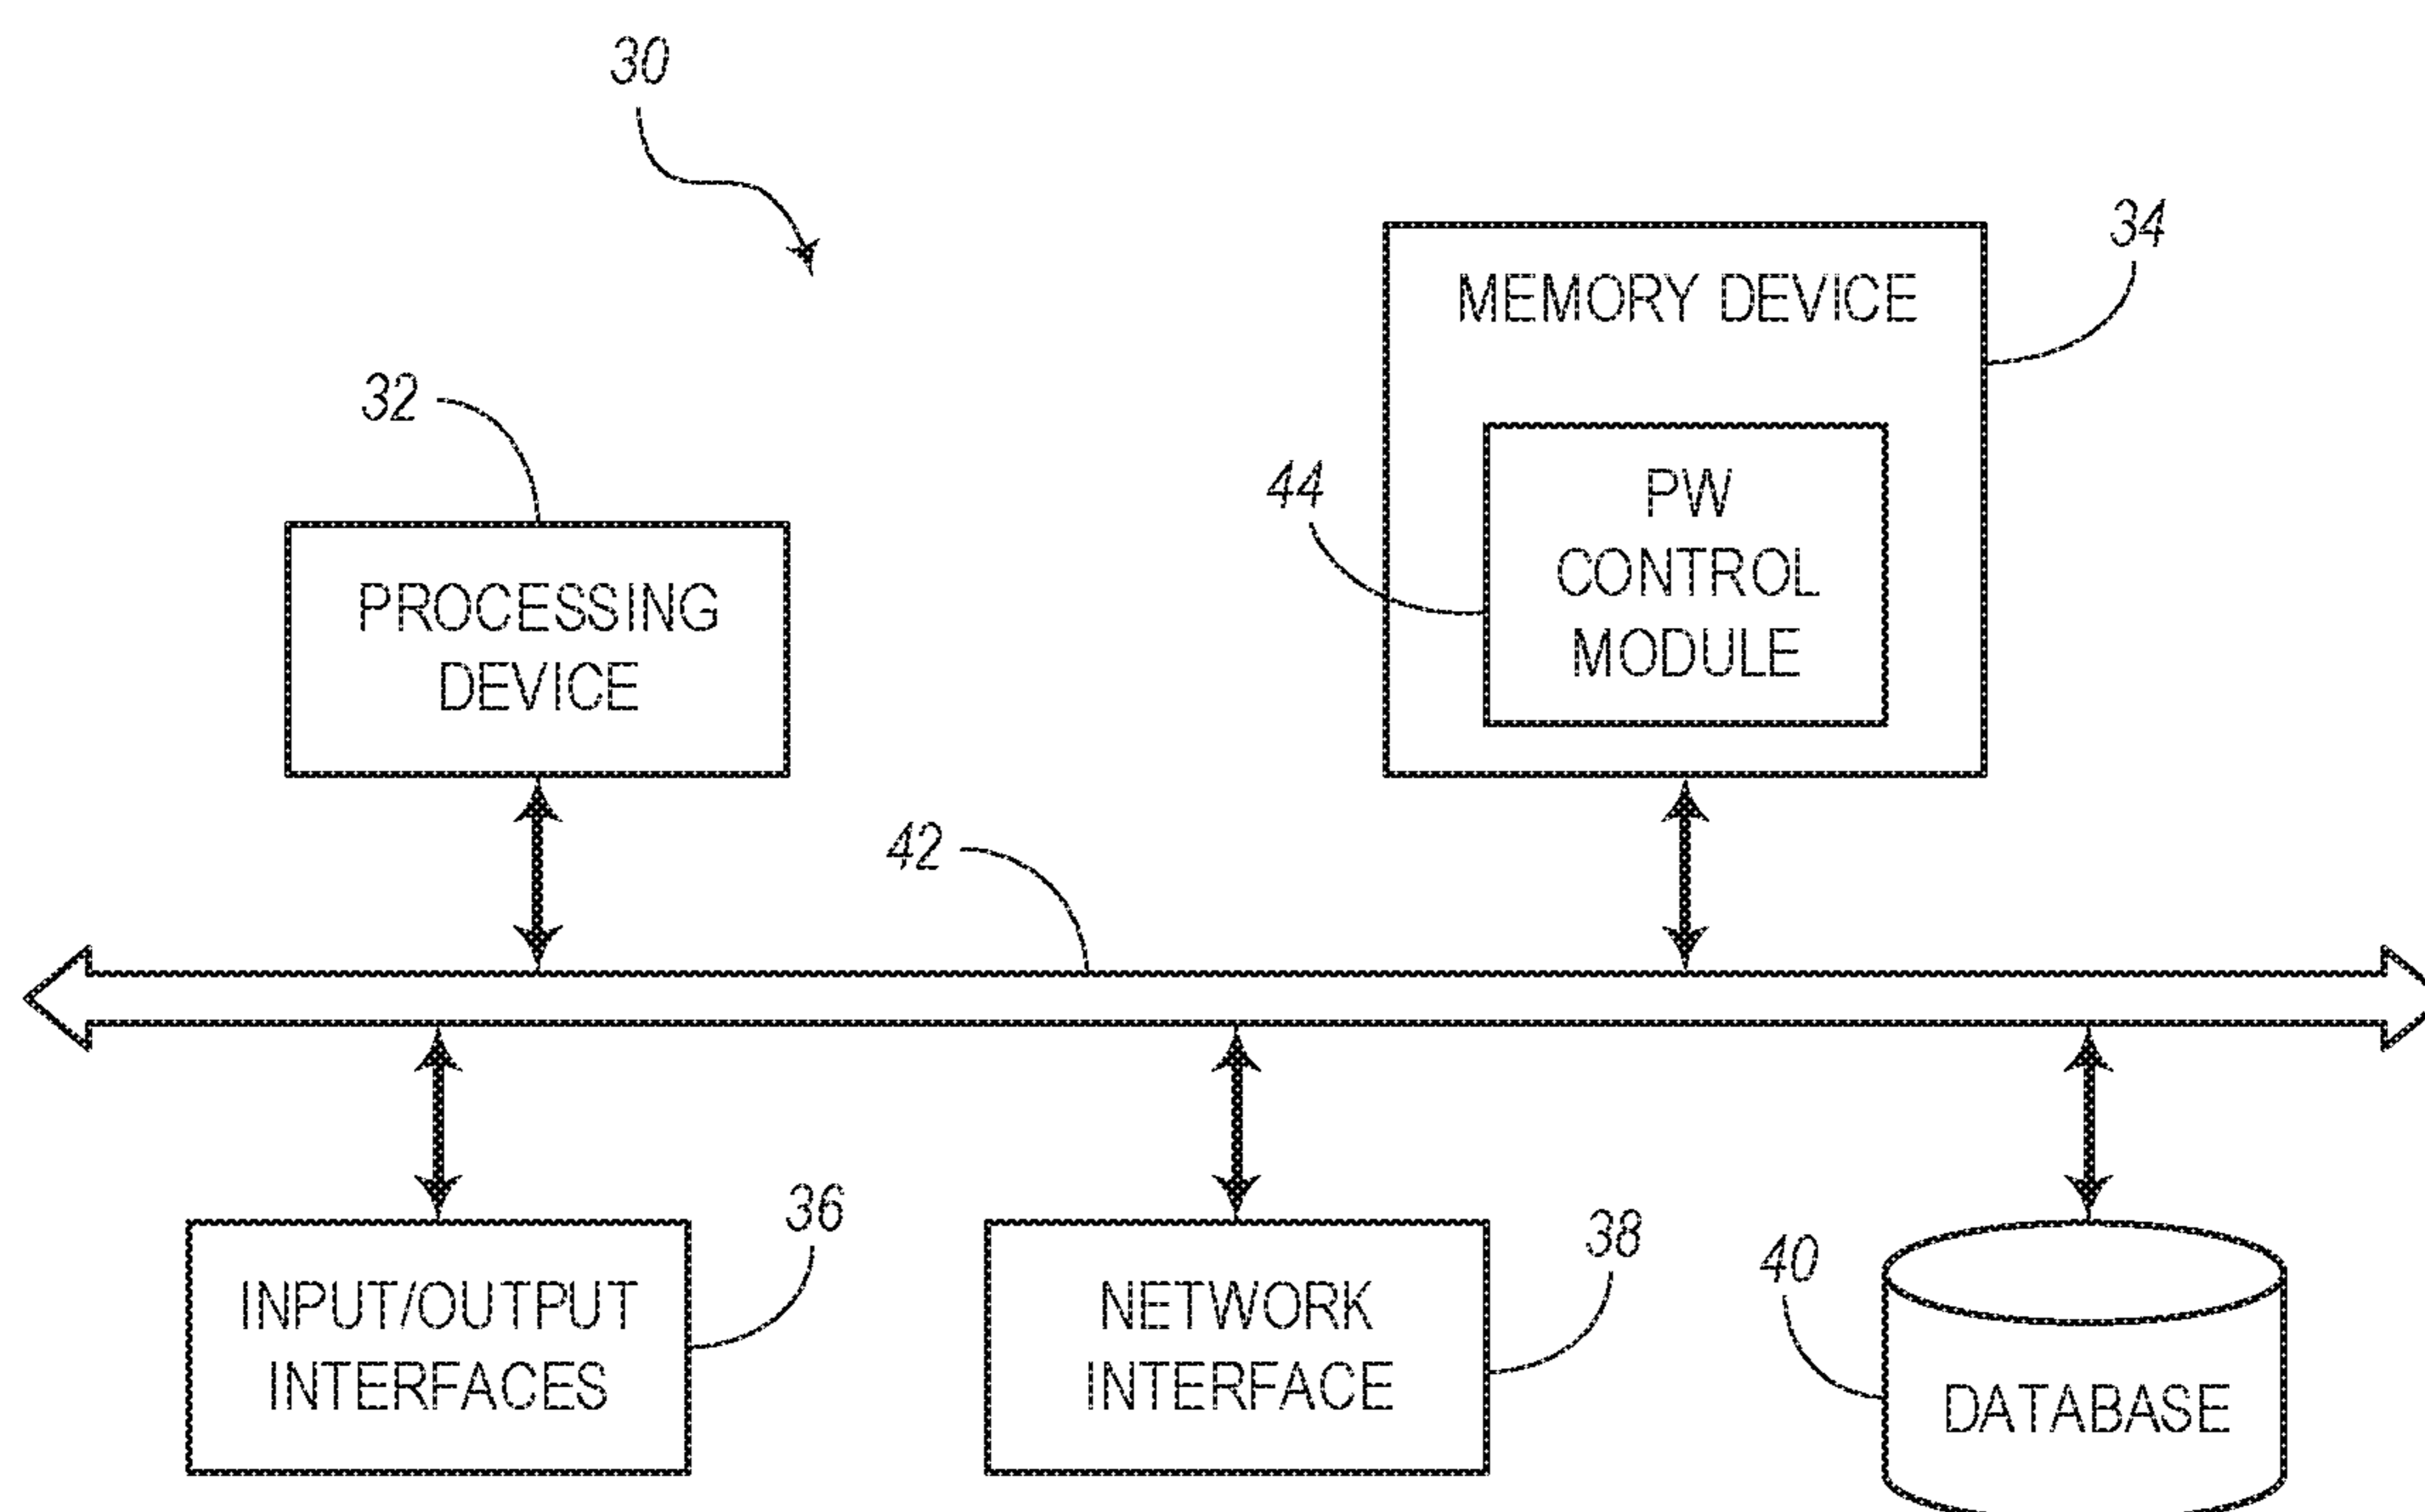 30
34
MEMORY DEVICE
32
44
PW
CONTROL
MODULE
PROCESSING
DEVICE
42
36
38
40
INPUT/OUTPUT
INTERFACES
NETWORK
INTERFACE
DATABASE